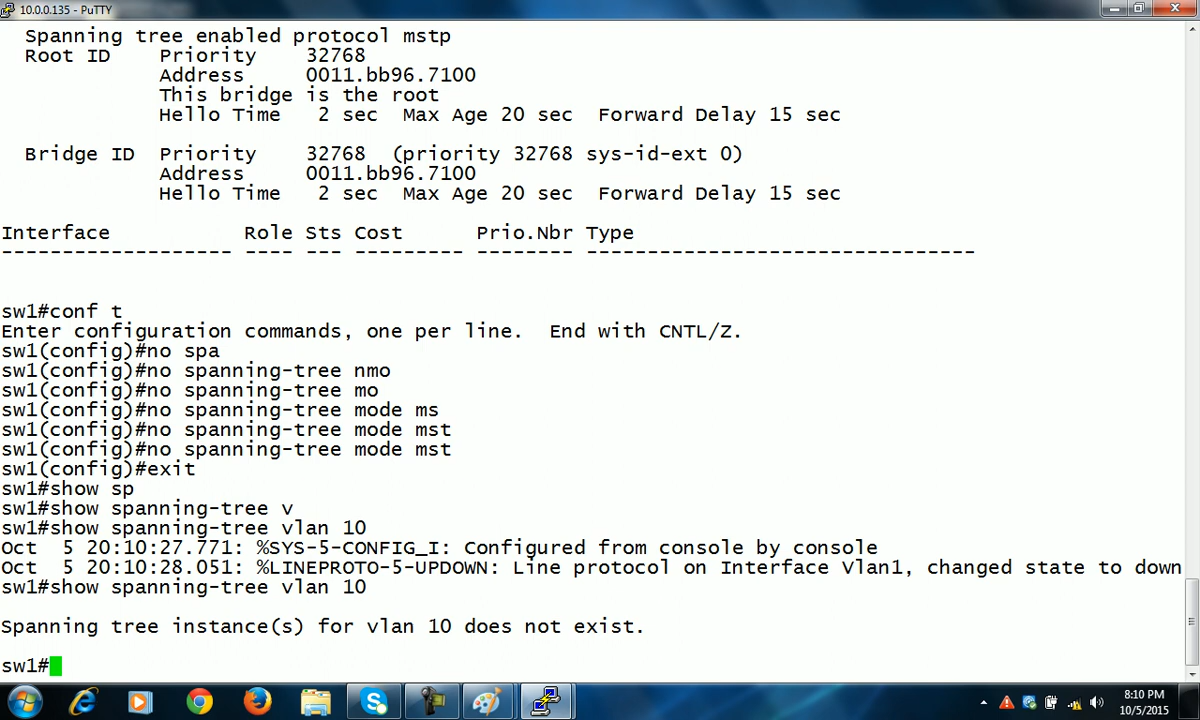 10.0.0.135 - PuTTY
Spanning tree enabled protocol mstp
Root ID Priority 32768
Address 0011.bb96.7100
This bridge is the root
Hello Time 2 sec Max Age 20 sec Forward Delay 15 sec
Bridge ID Priority 32768 (priority 32768 sys-id-ext 0)
Address 0011.bb96.7100
Hello Time 2 sec Max Age 20 sec Forward Delay 15 sec
Interface Role Sts Cost Prio.Nbr Type
------------------- ---- --- --------- -------- --------------------------------
sw1#conf t
Enter configuration commands, one per line. End with CNTL/Z.
sw1(config)#no spa
sw1(config)#no spanning-tree nmo
sw1(config)#no spanning-tree mo
sw1(config)#no spanning-tree mode ms
sw1(config)#no spanning-tree mode mst
sw1(config)#no spanning-tree mode mst
sw1(config)#exit
sw1#show sp
sw1#show spanning-tree v
sw1#show spanning-tree vlan 10
Oct 5 20:10:27.771: %SYS-5-CONFIG_I: Configured from console by console
Oct 5 20:10:28.051: %LINEPROTO-5-UPDOWN: Line protocol on Interface Vlan1, changed state to down
sw1#show spanning-tree vlan 10
Spanning tree instance(s) for vlan 10 does not exist.
sw1#
8:10 PM
10/5/2015